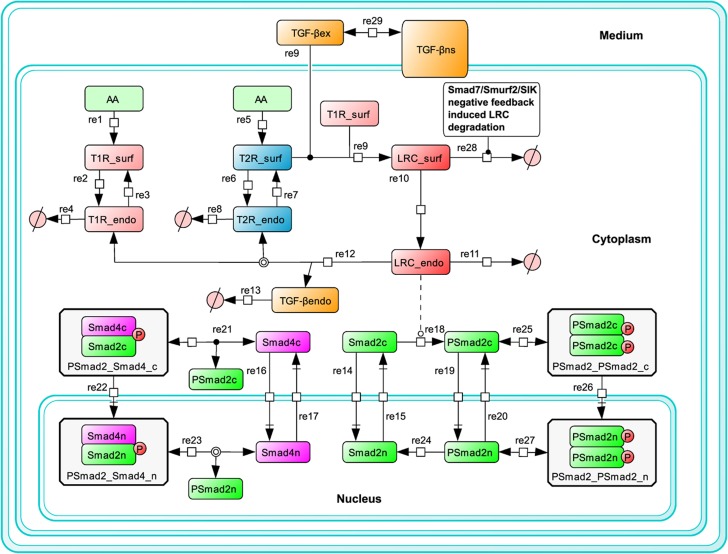 re29
TGF-βex
TGF-βns
Medium
re9
Smad7/Smurf2/SIK
negative feedback
induced LRC
degradation
AA
AA
T1R_surf
re1
re5
re9
re28
T1R_surf
T2R_surf
LRC_surf
re2
re3
re6
re7
re10
re4
T1R_endo
re8
T2R_endo
Cytoplasm
re12
LRC_endo
re11
re13
TGF-βendo
Smad4c
P
Smad2c
PSmad2_Smad4_c
re21
Smad4c
PSmad2c
Smad2c
re18
PSmad2c
re25
PSmad2c
P
PSmad2c
P
PSmad2_PSmad2_c
re16
re14
re19
re22
re26
re17
re15
re20
Smad4n
P
Smad2n
PSmad2_Smad4_n
re23
Smad4n
PSmad2n
Smad2n
re24
PSmad2n
re27
PSmad2n
P
PSmad2n
P
PSmad2_PSmad2_n
Nucleus